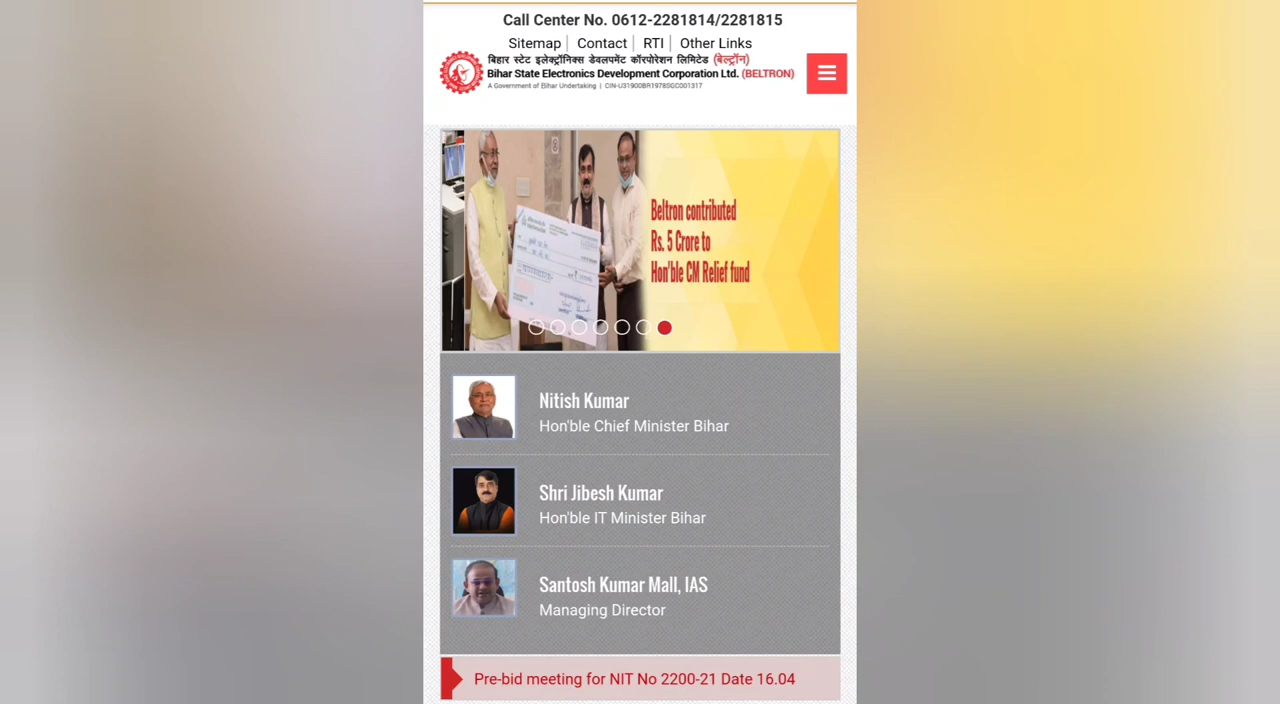 Call Center No. 0612-2281814/2281815
Sitemap Contact RTI Other Links
बिहार स्टेट इलेक्ट्रॉनिक्स डेवलपमेंट कॉरपोरेशन लिमिटेड (बेल्ट्रॉन)
Bihar State Electronics Development Corporation Ltd. (BELTRON)
A Government of Bihar Undertaking | CIN-U31900BR1978SGC001317
Beltron contributed
Rs. 5 Crore to
Hon'ble CM Relief fund
Nitish Kumar
Hon'ble Chief Minister Bihar
Shri Jibesh Kumar
Hon'ble IT Minister Bihar
Santosh Kumar Mall, IAS
Managing Director
Pre-bid meeting for NIT No 2200-21 Date 16.04